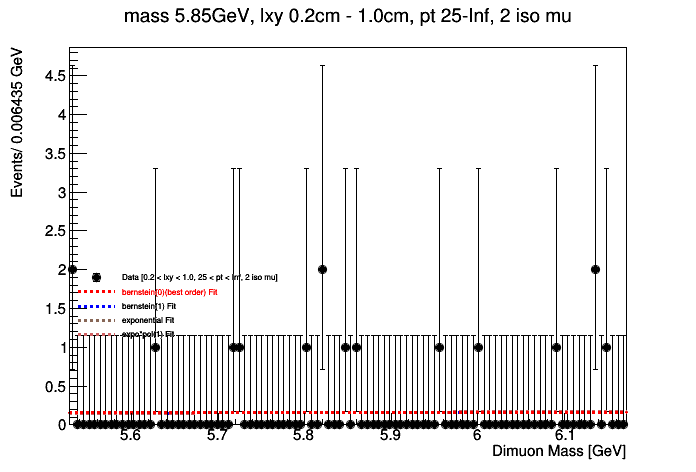 mass 5.85GeV, lxy 0.2cm - 1.0cm, pt 25-Inf, 2 iso mu
Events/ 0.006435 GeV
4.5
4
3.5
3
2.5
2
1.5
1
0.5
0
Data [0.2 < lxy < 1.0, 25 < pt < Inf, 2 iso mu]
bernstein[0](best order) Fit
bernstein(1) Fit
exponential Fit
expo*pol(1) Fit
5.6 5.7 5.8 5.9 6 6.1
Dimuon Mass [GeV]